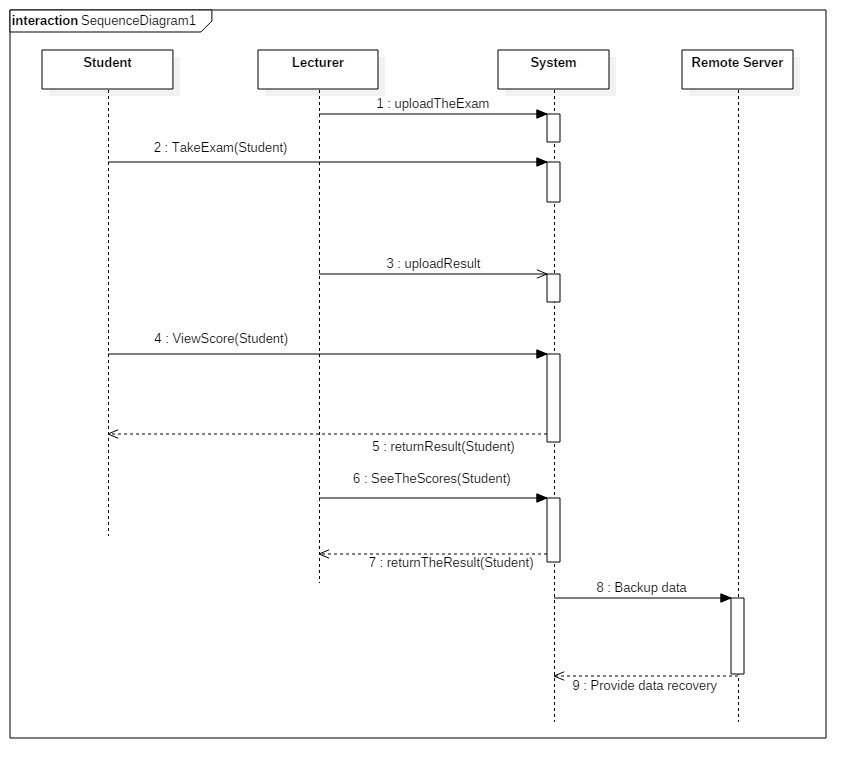 interaction SequenceDiagram1
Student
Lecturer
System
Remote Server
1 : uploadTheExam
2 : TakeExam(Student)
3 : uploadResult
4 : ViewScore(Student)
5 : returnResult(Student)
6 : SeeTheScores(Student)
7 : returnTheResult(Student)
8 : Backup data
9 : Provide data recovery